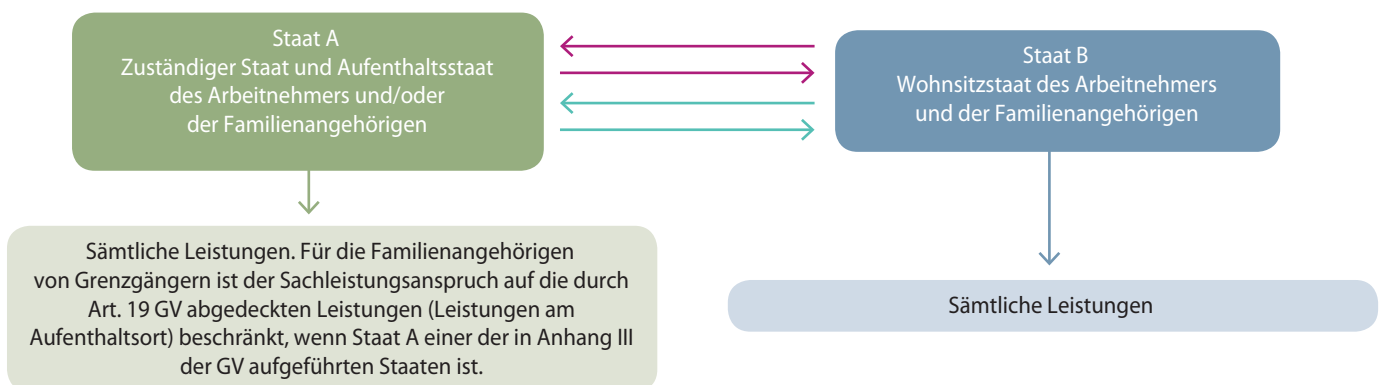 Staat A
Zuständiger Staat und Aufenthaltsstaat
des Arbeitnehmers und/oder
der Familienangehörigen
Staat B
Wohnsitzstaat des Arbeitnehmers
und der Familienangehörigen
Sämtliche Leistungen. Für die Familienangehörigen
von Grenzgängern ist der Sachleistungsanspruch auf die durch
Art. 19 GV abgedeckten Leistungen (Leistungen am
Aufenthaltsort) beschränkt, wenn Staat A einer der in Anhang III
der GV aufgeführten Staaten ist.
Sämtliche Leistungen